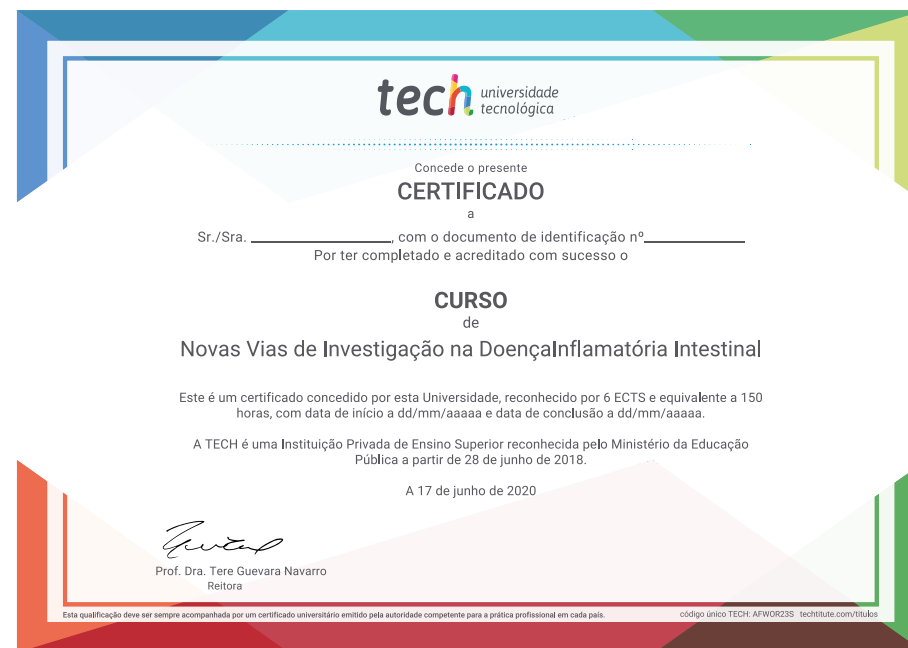 tech universidade
tecnológica
Concede o presente
CERTIFICADO
a
Sr./Sra. ____________________, com o documento de identificação nº______________
Por ter completado e acreditado com sucesso o
CURSO
de
Novas Vias de Investigação na DoençaInflamatória Intestinal
Este é um certificado concedido por esta Universidade, reconhecido por 6 ECTS e equivalente a 150
horas, com data de início a dd/mm/aaaaa e data de conclusão a dd/mm/aaaaa.
A TECH é uma Instituição Privada de Ensino Superior reconhecida pelo Ministério da Educação
Pública a partir de 28 de junho de 2018.
A 17 de junho de 2020
Prof. Dra. Tere Guevara Navarro
Reitora
Esta qualificação deve ser sempre acompanhada por um certificado universitário emitido pela autoridade competente para a prática profissional em cada país.
código único TECH: AFWOR23S techtitute.com/titulos